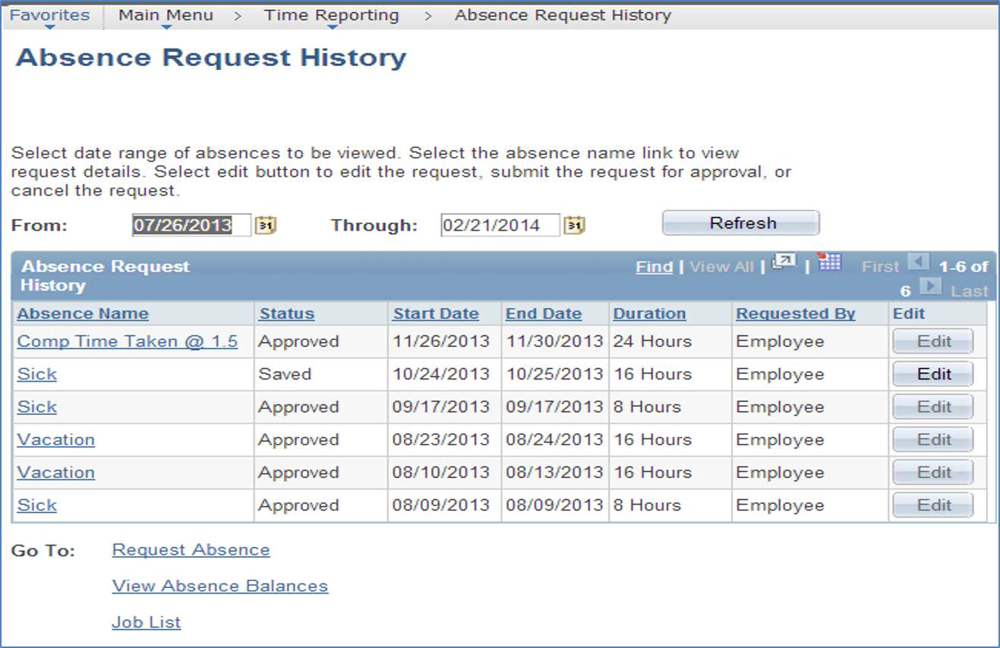 Favorites Main Menu > Time Reporting > Absence Request History
Absence Request History
Select date range of absences to be viewed. Select the absence name link to view
request details. Select edit button to edit the request, submit the request for approval, or
cancel the request.
From: 07/26/2013 31 Through: 02/21/2014 31 Refresh
Absence Request
History
Find | View All | | First 1-6 of
6 Last
Absence Name Status Start Date End Date Duration Requested By Edit
Comp Time Taken @ 1.5 Approved 11/26/2013 11/30/2013 24 Hours Employee Edit
Sick Saved 10/24/2013 10/25/2013 16 Hours Employee Edit
Sick Approved 09/17/2013 09/17/2013 8 Hours Employee Edit
Vacation Approved 08/23/2013 08/24/2013 16 Hours Employee Edit
Vacation Approved 08/10/2013 08/13/2013 16 Hours Employee Edit
Sick Approved 08/09/2013 08/09/2013 8 Hours Employee Edit
Go To: Request Absence
View Absence Balances
Job List